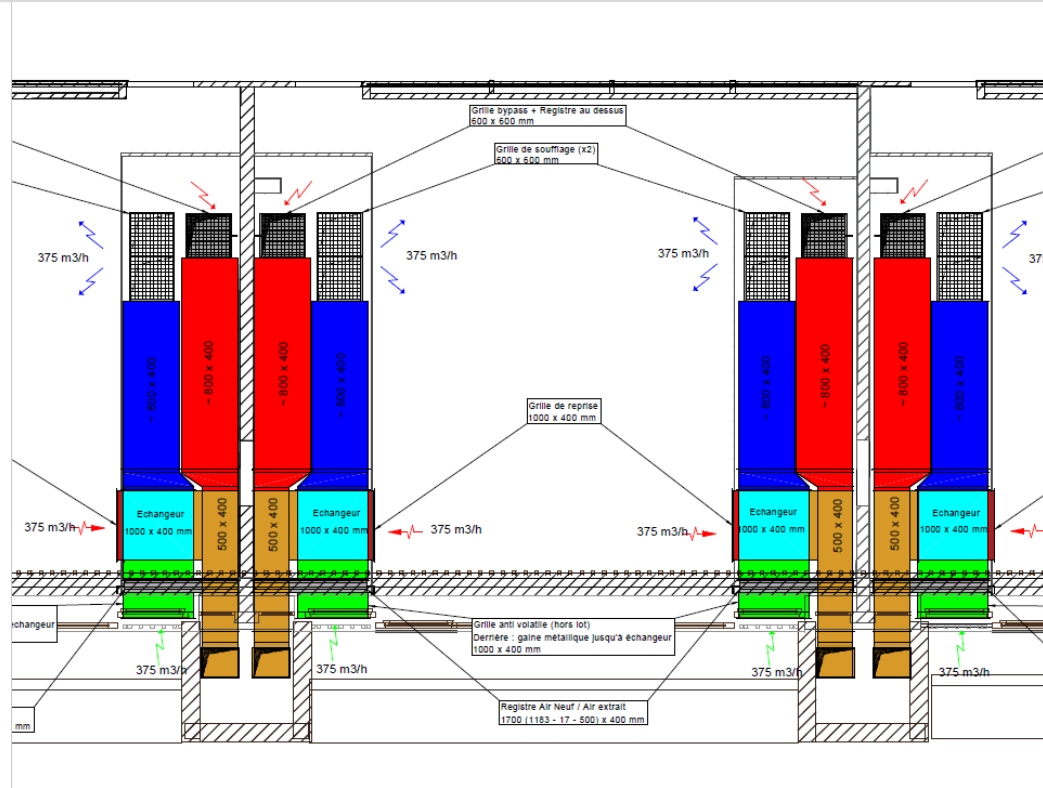 Grille bypass + Registre au dessus
600 x 600 mm
Grille de soufflage (x2)
600 x 600 mm
375 m3/h
375 m3/h
375 m3/h
375
~ 800 x 400
~ 800 x 400
~ 800 x 400
~ 800 x 400
~ 800 x 400
~ 800 x 400
~ 800 x 400
~ 800 x 400
Grille de reprise
1000 x 400 mm
375 m3/h
Echangeur
1000 x 400 mm
500 x 400
500 x 400
Echangeur
1000 x 400 mm
375 m3/h
375 m3/h
Echangeur
1000 x 400 mm
500 x 400
500 x 400
Echangeur
1000 x 400 mm
375
echangeur
Grille anti volatile (hors lot)
Derrière : gaine métallique jusqu'à échangeur
1000 x 400 mm
375 m3/h
375 m3/h
375 m3/h
375 m3/h
mm
Registre Air Neuf / Air extrait
1700 (1183 - 17 - 500) x 400 mm